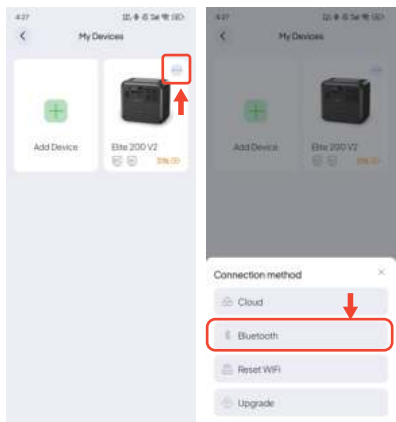 4:27
My Devices
Add Device
Elite 200 V2
4:27
My Devices
Add Device
Elite 200 V2
Connection method
Cloud
Bluetooth
Reset WiFi
Upgrade